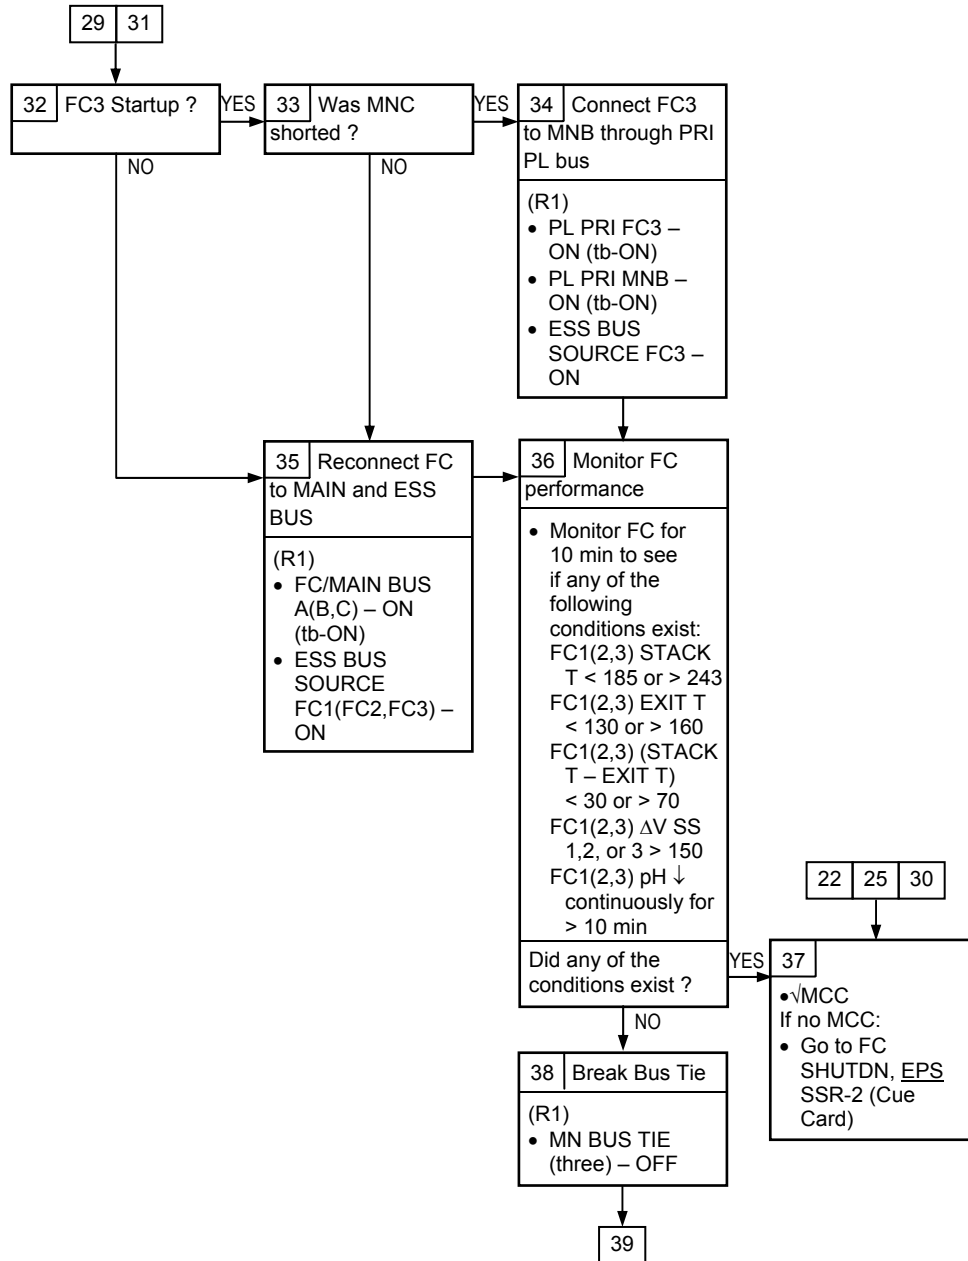 29 31
32 FC3 Startup ?
YES
33 Was MNC
shorted ?
YES
34 Connect FC3
to MNB through PRI
PL bus
NO
NO
(R1)
• PL PRI FC3 –
ON (tb-ON)
• PL PRI MNB –
ON (tb-ON)
• ESS BUS
SOURCE FC3 –
ON
35 Reconnect FC
to MAIN and ESS
BUS
(R1)
• FC/MAIN BUS
A(B,C) – ON
(tb-ON)
• ESS BUS
SOURCE
FC1(FC2,FC3) –
ON
36 Monitor FC
performance
• Monitor FC for
10 min to see
if any of the
following
conditions exist:
FC1(2,3) STACK
T < 185 or > 243
FC1(2,3) EXIT T
< 130 or > 160
FC1(2,3) (STACK
T – EXIT T)
< 30 or > 70
FC1(2,3) ΔV SS
1,2, or 3 > 150
FC1(2,3) pH ↓
continuously for
> 10 min
Did any of the
conditions exist ?
YES
NO
22 25 30
37
•√MCC
If no MCC:
• Go to FC
SHUTDN, EPS
SSR-2 (Cue
Card)
38 Break Bus Tie
(R1)
• MN BUS TIE
(three) – OFF
39